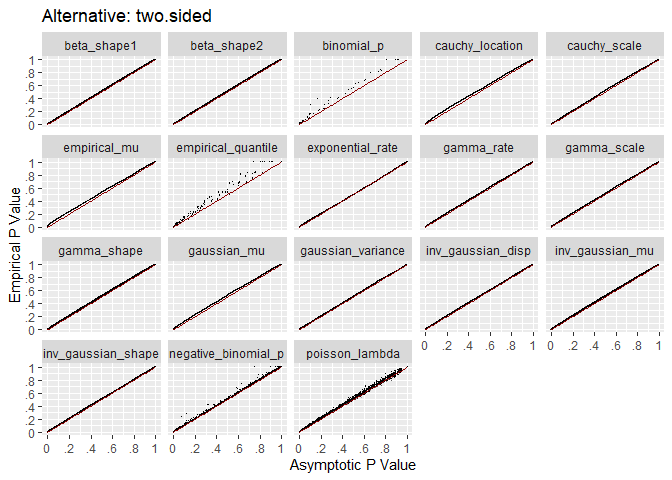 Alternative: two.sided
beta_shape1 beta_shape2 binomial_p cauchy_location cauchy_scale
1
.8
.6
.4
.2
0
empirical_mu empirical_quantile exponential_rate gamma_rate gamma_scale
1
.8
.6
.4
.2
0
Empirical P Value
gamma_shape gaussian_mu gaussian_variance inv_gaussian_disp inv_gaussian_mu
1
.8
.6
.4
.2
0
0 .2 .4 .6 .8 1 0 .2 .4 .6 .8 1
inv_gaussian_shape negative_binomial_p poisson_lambda
1
.8
.6
.4
.2
0
0 .2 .4 .6 .8 1 0 .2 .4 .6 .8 1 0 .2 .4 .6 .8 1
Asymptotic P Value